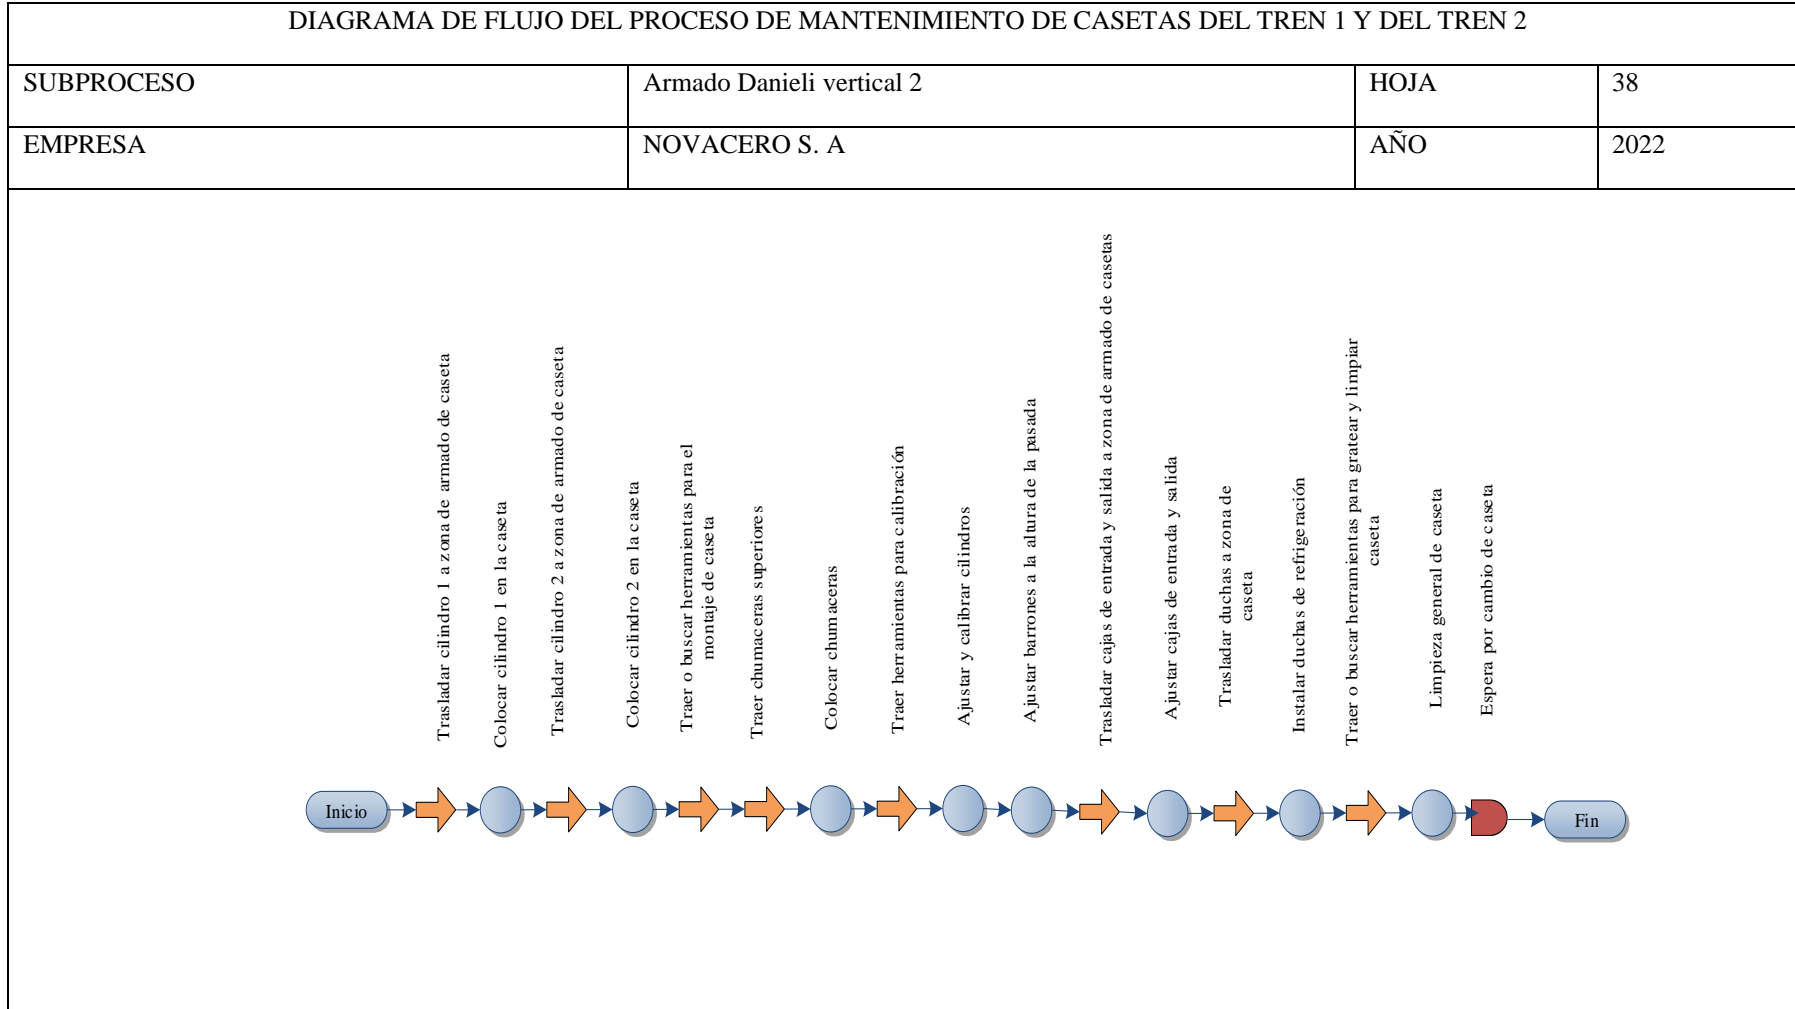 DIAGRAMA DE FLUJO DEL PROCESO DE MANTENIMIENTO DE CASETAS DEL TREN 1 Y DEL TREN 2
SUBPROCESO
Armado Danieli vertical 2
HOJA
38
EMPRESA
NOVACERO S. A
AÑO
2022
Trasladar cilindro 1 a zona de armado de caseta
Colocar cilindro 1 en la caseta
Trasladar cilindro 2 a zona de armado de caseta
Colocar cilindro 2 en la caseta
Traer o buscar herramientas para el
montaje de caseta
Traer chumaceras superiores
Colocar chumaceras
Traer herramientas para calibración
Ajustar y calibrar cilindros
Ajustar barrones a la altura de la pasada
Trasladar cajas de entrada y salida a zona de armado de casetas
Ajustar cajas de entrada y salida
Trasladar duchas a zona de
caseta
Instalar duchas de refrigeración
Traer o buscar herramientas para gratear y limpiar
caseta
Limpieza general de caseta
Espera por cambio de caseta
Inicio
Fin